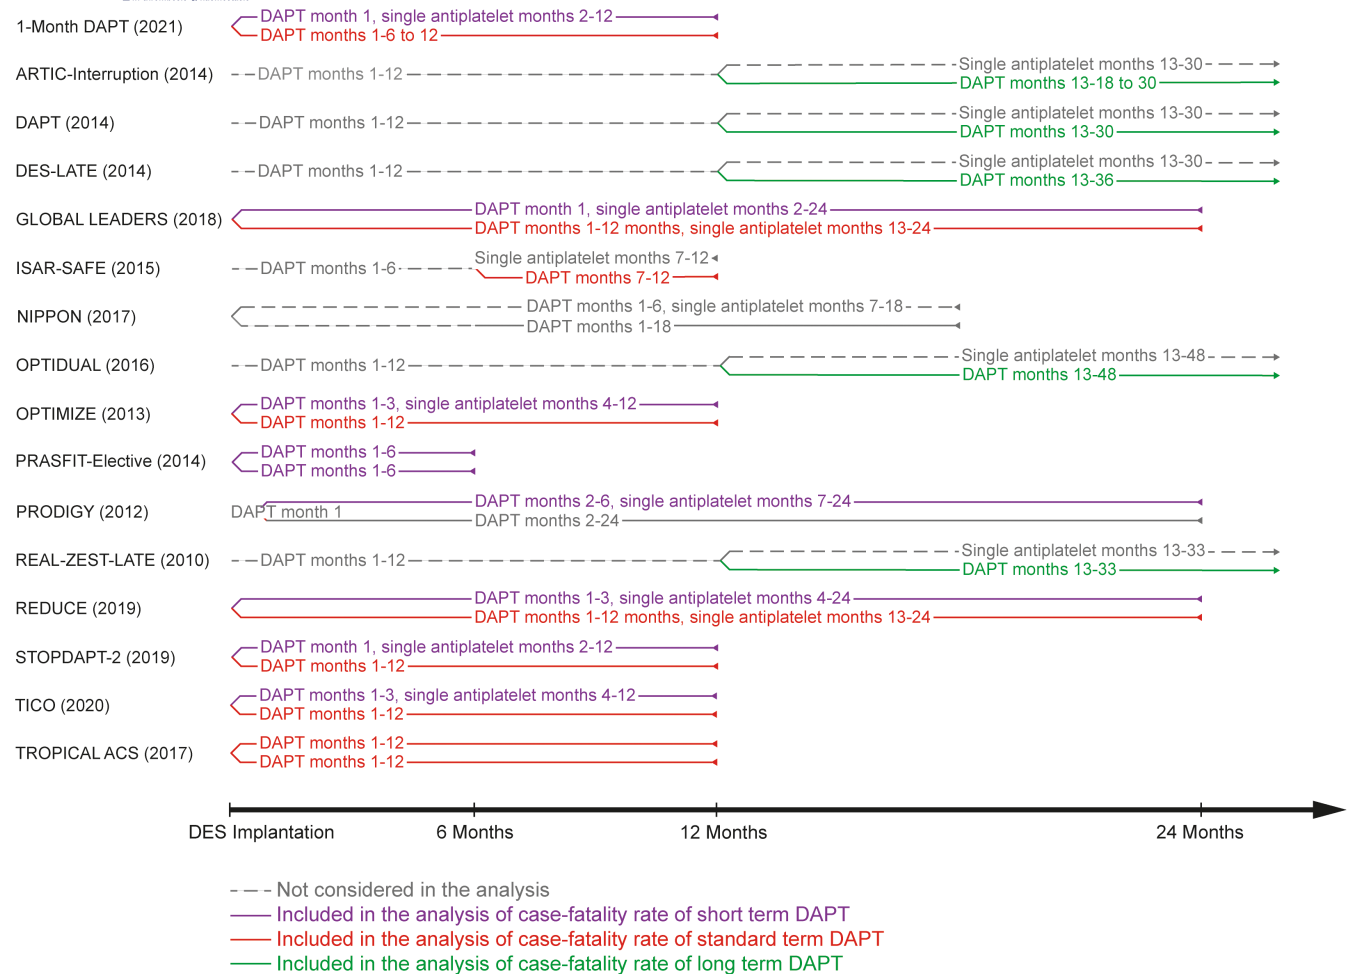 1-Month DAPT (2021)
DAPT month 1, single antiplatelet months 2-12
DAPT months 1-6 to 12
ARTIC-Interruption (2014)
DAPT months 1-12
Single antiplatelet months 13-30
DAPT months 13-18 to 30
DAPT (2014)
DAPT months 1-12
Single antiplatelet months 13-30
DAPT months 13-30
DES-LATE (2014)
DAPT months 1-12
Single antiplatelet months 13-30
DAPT months 13-36
GLOBAL LEADERS (2018)
DAPT month 1, single antiplatelet months 2-24
DAPT months 1-12 months, single antiplatelet months 13-24
ISAR-SAFE (2015)
DAPT months 1-6
Single antiplatelet months 7-12
DAPT months 7-12
NIPPON (2017)
DAPT months 1-6, single antiplatelet months 7-18
DAPT months 1-18
OPTIDUAL (2016)
DAPT months 1-12
Single antiplatelet months 13-48
DAPT months 13-48
OPTIMIZE (2013)
DAPT months 1-3, single antiplatelet months 4-12
DAPT months 1-12
PRASFIT-Elective (2014)
DAPT months 1-6
DAPT months 1-6
PRODIGY (2012)
DAPT month 1
DAPT months 2-6, single antiplatelet months 7-24
DAPT months 2-24
REAL-ZEST-LATE (2010)
DAPT months 1-12
Single antiplatelet months 13-33
DAPT months 13-33
REDUCE (2019)
DAPT months 1-3, single antiplatelet months 4-24
DAPT months 1-12 months, single antiplatelet months 13-24
STOPDAPT-2 (2019)
DAPT month 1, single antiplatelet months 2-12
DAPT months 1-12
TICO (2020)
DAPT months 1-3, single antiplatelet months 4-12
DAPT months 1-12
TROPICAL ACS (2017)
DAPT months 1-12
DAPT months 1-12
DES Implantation
6 Months
12 Months
24 Months
Not considered in the analysis
Included in the analysis of case-fatality rate of short term DAPT
Included in the analysis of case-fatality rate of standard term DAPT
Included in the analysis of case-fatality rate of long term DAPT